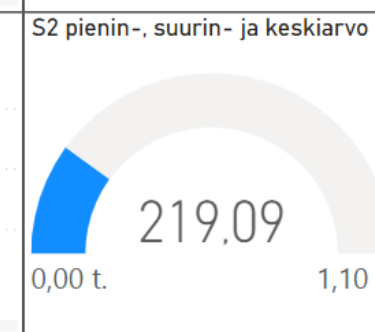 S2 pienin-, suurin- ja keskiarvo
219,09
0,00 t.
1,10